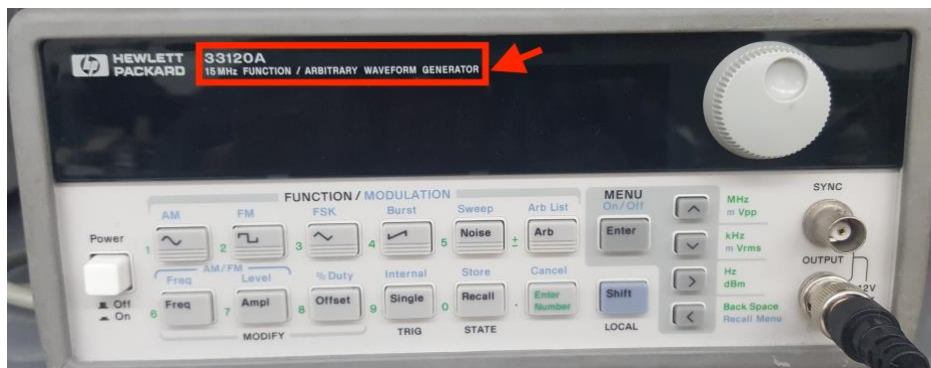 HEWLETT
PACKARD
33120A
15 MHz FUNCTION / ARBITRARY WAVEFORM GENERATOR
FUNCTION / MODULATION
MENU
On/Off
SYNC
AM
FM
FSK
Burst
Sweep
Arb List
MHz
m Vpp
Power
1
2
3
4
5
Noise
±
Arb
Enter
kHz
m Vrms
OUTPUT
AM/FM
Freq
Level
% Duty
Internal
Store
Cancel
Hz
dBm
Off
On
6
Freq
7
Ampl
8
Offset
9
Single
0
Recall
.
Enter
Number
Shift
Back Space
Recall Menu
MODIFY
TRIG
STATE
LOCAL